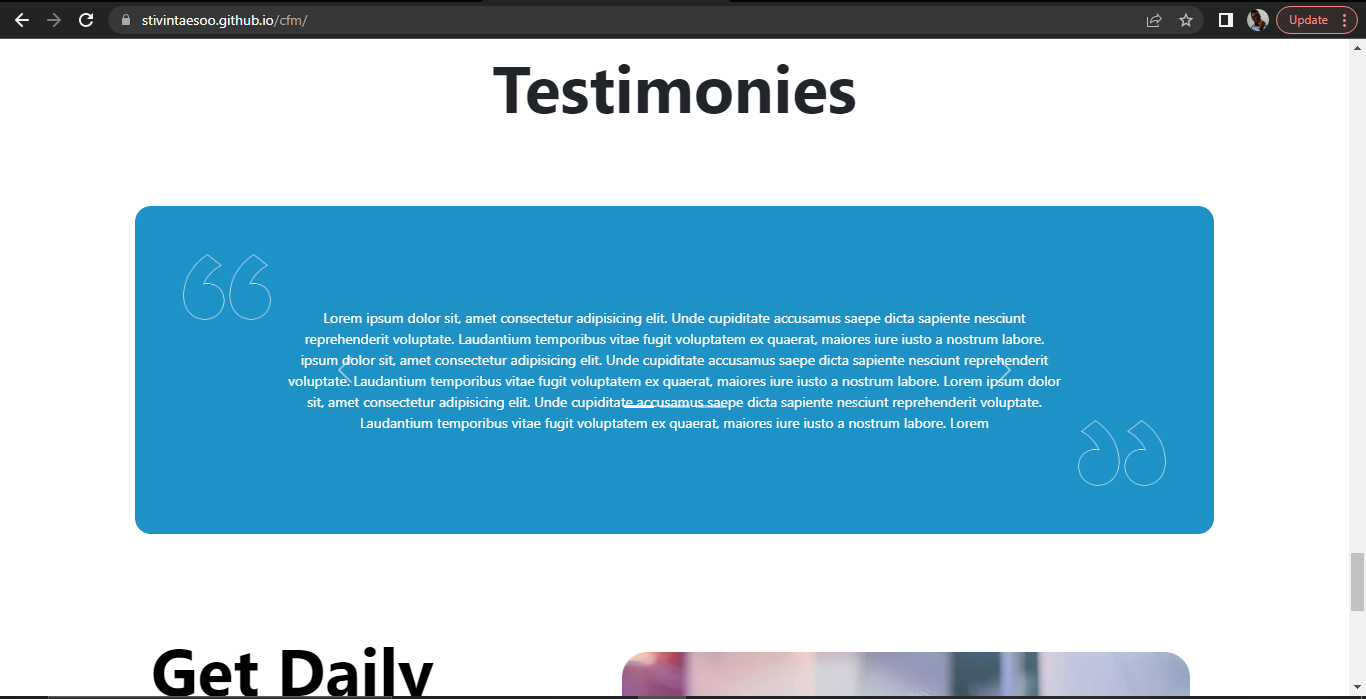 stivintaesoo.github.io/cfm/
Update
Testimonies
Lorem ipsum dolor sit, amet consectetur adipisicing elit. Unde cupiditate accusamus saepe dicta sapiente nesciunt
reprehenderit voluptate. Laudantium temporibus vitae fugit voluptatem ex quaerat, maiores iure iusto a nostrum labore.
ipsum dolor sit, amet consectetur adipisicing elit. Unde cupiditate accusamus saepe dicta sapiente nesciunt reprehenderit
voluptate. Laudantium temporibus vitae fugit voluptatem ex quaerat, maiores iure iusto a nostrum labore. Lorem ipsum dolor
sit, amet consectetur adipisicing elit. Unde cupiditate accusamus saepe dicta sapiente nesciunt reprehenderit voluptate.
Laudantium temporibus vitae fugit voluptatem ex quaerat, maiores iure iusto a nostrum labore. Lorem
Get Daily